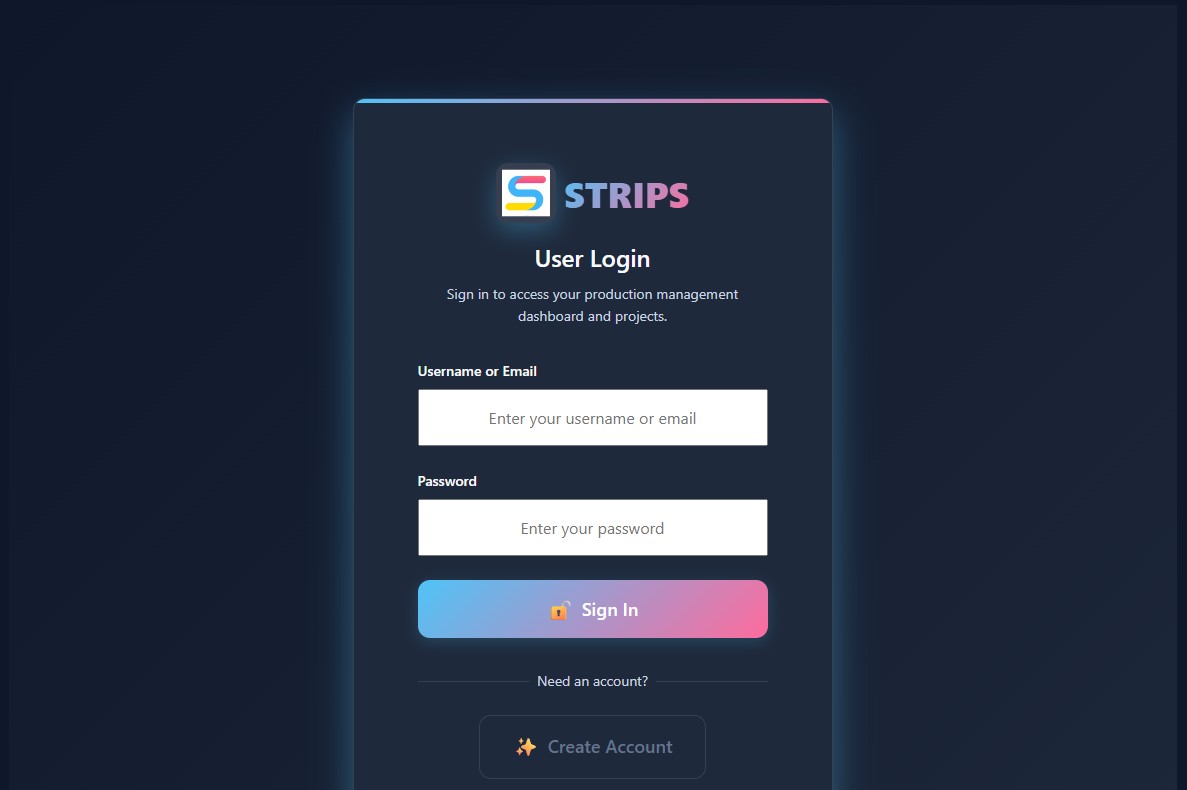 STRIPS
User Login
Sign in to access your production management
dashboard and projects.
Username or Email
Enter your username or email
Password
Enter your password
Sign In
Need an account?
Create Account